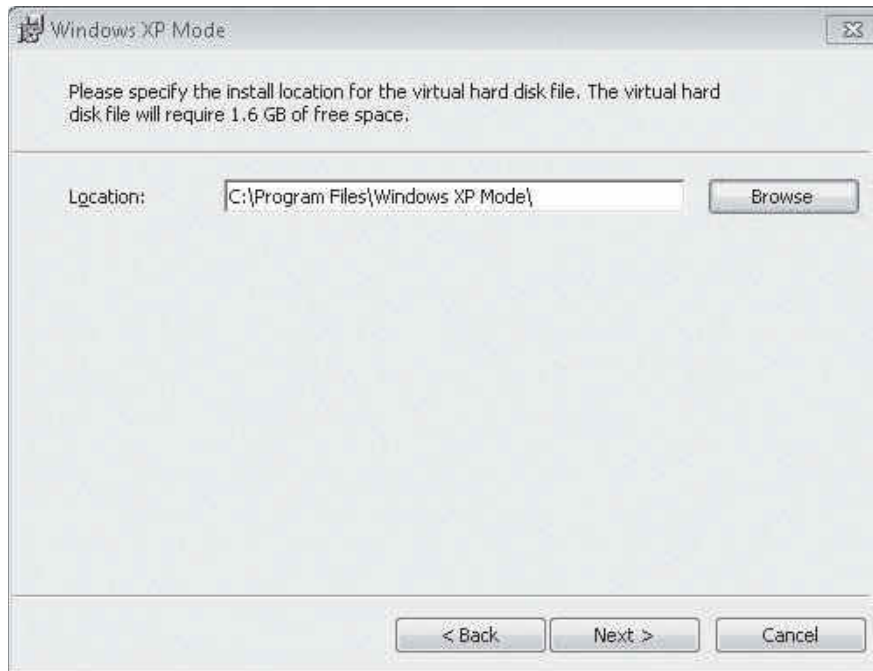 Windows XP Mode
Please specify the install location for the virtual hard disk file. The virtual hard
disk file will require 1.6 GB of free space.
Location: C:\Program Files\Windows XP Mode\ Browse
< Back Next > Cancel